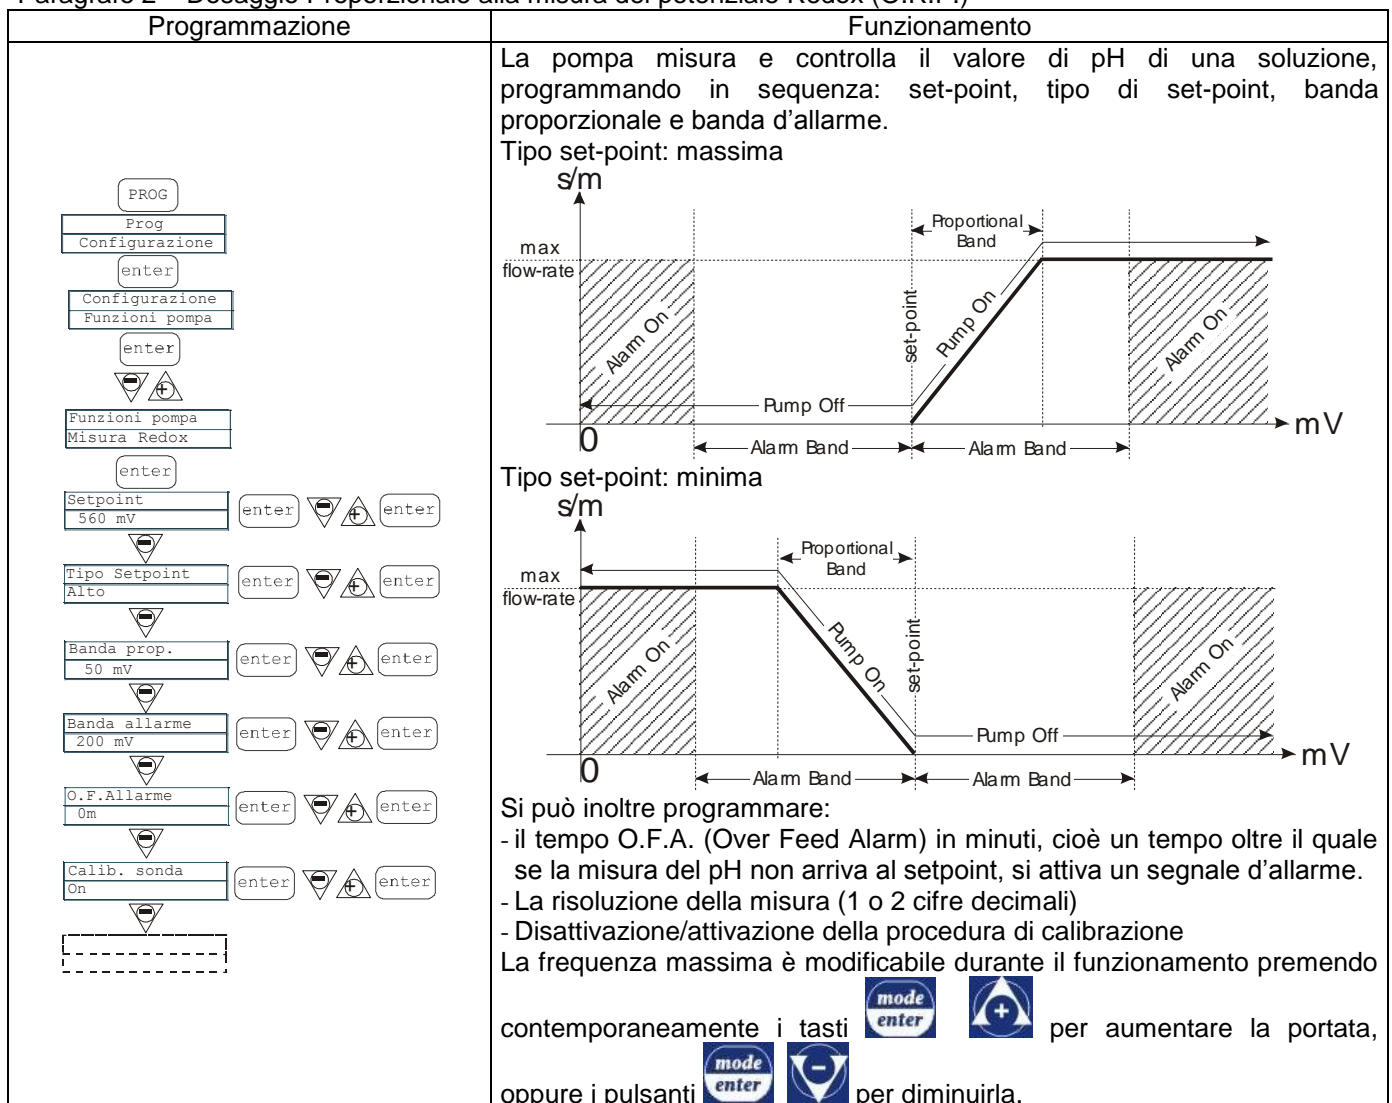 Paragrafo 2 – Dosaggio Proporzionale alla misura del potenziale Redox (O.R.P.)
Programmazione
Funzionamento
PROG
Prog
Configurazione
enter
Configurazione
Funzioni pompa
enter
Funzioni pompa
Misura Redox
enter
Setpoint
560 mV
enter
enter
Tipo Setpoint
Alto
enter
enter
Banda prop.
50 mV
enter
enter
Banda allarme
200 mV
enter
enter
O.F.Allarme
0m
enter
enter
Calib. sonda
On
enter
enter
La pompa misura e controlla il valore di pH di una soluzione,
programmando in sequenza: set-point, tipo di set-point, banda
proporzionale e banda d'allarme.
Tipo set-point: massima
s/m
Proportional
Band
max
flow-rate
Alarm On
set-point
Pump On
Alarm On
Pump Off
mV
0
Alarm Band
Alarm Band
Tipo set-point: minima
s/m
Proportional
Band
max
flow-rate
Alarm On
Pump On
set-point
Alarm On
Pump Off
mV
0
Alarm Band
Alarm Band
Si può inoltre programmare:
- il tempo O.F.A. (Over Feed Alarm) in minuti, cioè un tempo oltre il quale
se la misura del pH non arriva al setpoint, si attiva un segnale d'allarme.
- La risoluzione della misura (1 o 2 cifre decimali)
- Disattivazione/attivazione della procedura di calibrazione
La frequenza massima è modificabile durante il funzionamento premendo
contemporaneamente i tasti mode enter + per aumentare la portata,
oppure i pulsanti mode enter - per diminuirla.